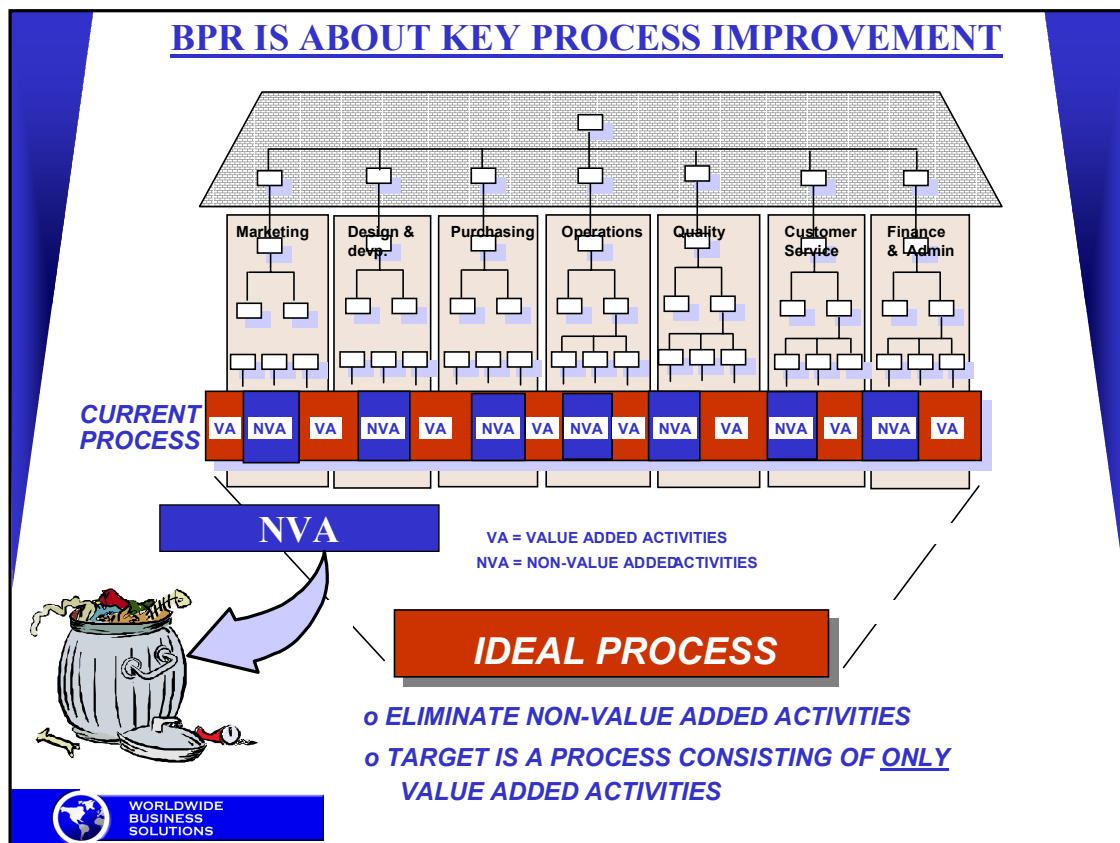 BPR IS ABOUT KEY PROCESS IMPROVEMENT
Marketing
Design &
devp.
Purchasing
Operations
Quality
Customer
Service
Finance
& Admin
CURRENT
PROCESS
VA NVA VA NVA VA NVA VA NVA VA NVA VA NVA VA NVA VA
NVA
VA = VALUE ADDED ACTIVITIES
NVA = NON-VALUE ADDEDACTIVITIES
IDEAL PROCESS
o ELIMINATE NON-VALUE ADDED ACTIVITIES
o TARGET IS A PROCESS CONSISTING OF ONLY
VALUE ADDED ACTIVITIES
WORLDWIDE
BUSINESS
SOLUTIONS